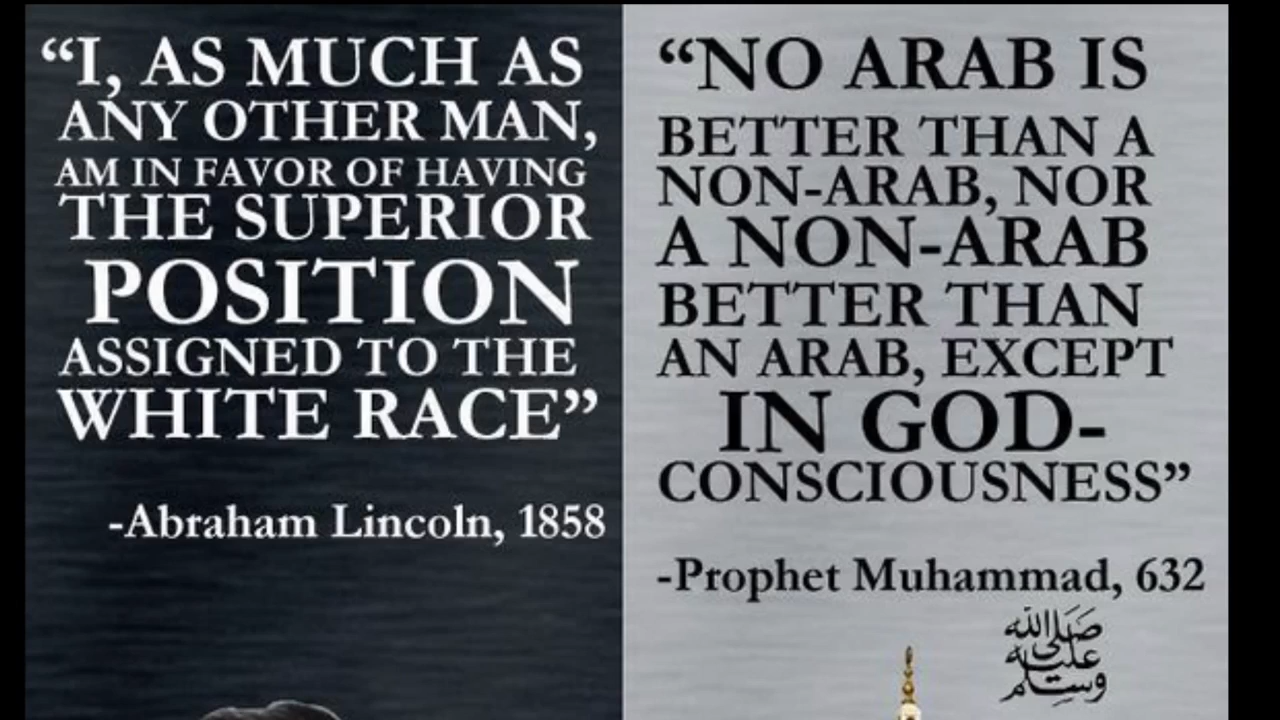 “I, AS MUCH AS
ANY OTHER MAN,
AM IN FAVOR OF HAVING
THE SUPERIOR
POSITION
ASSIGNED TO THE
WHITE RACE”
-Abraham Lincoln, 1858
“NO ARAB IS
BETTER THAN A
NON-ARAB, NOR
A NON-ARAB
BETTER THAN
AN ARAB, EXCEPT
IN GOD-
CONSCIOUSNESS”
-Prophet Muhammad, 632
صَلَّى اللَّٰه
عليه
وسلم